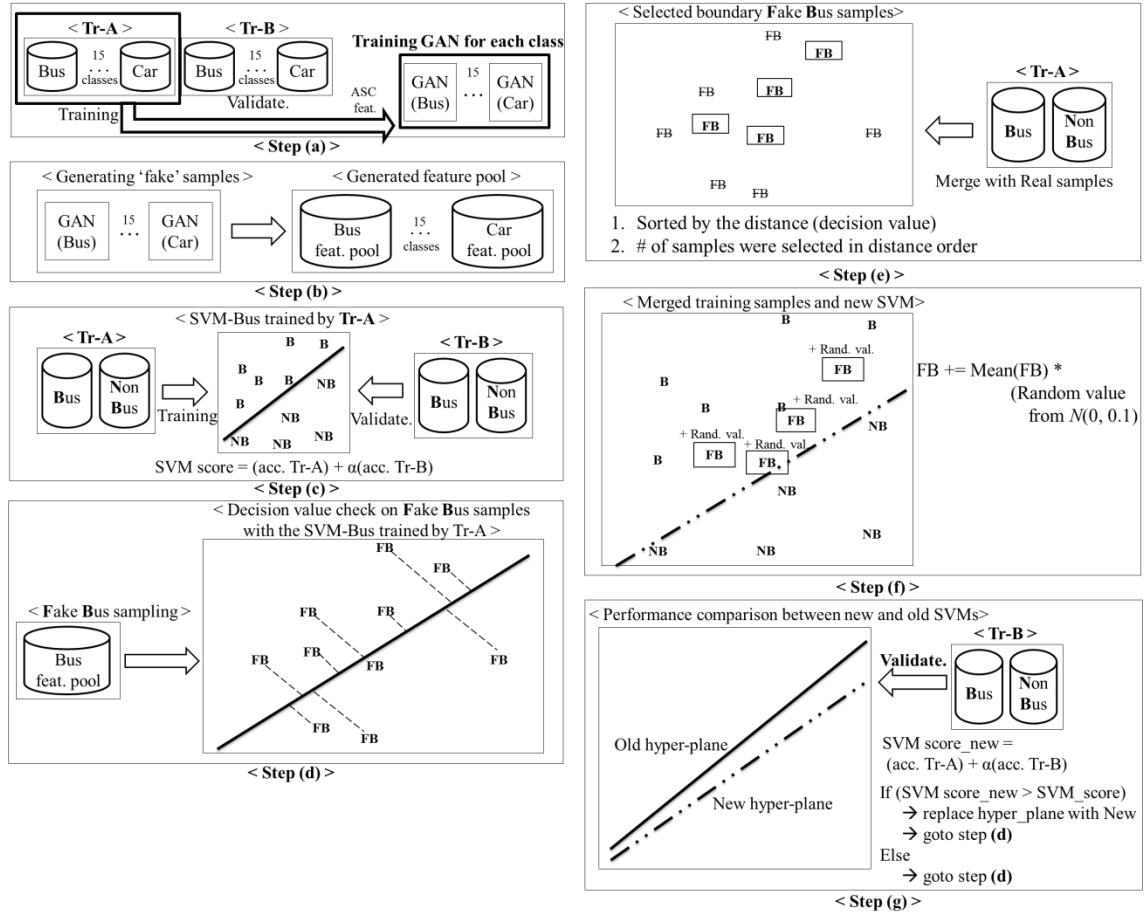 < Tr-A >
< Tr-B >
Bus
15
...
classes
Car
Bus
15
...
classes
Car
Training
Validate.
Training GAN for each class
ASC
feat.
GAN
(Bus)
15
...
GAN
(Car)
< Step (a) >
< Generating ‘fake’ samples >
< Generated feature pool >
GAN
(Bus)
15
...
GAN
(Car)
Bus
feat. pool
15
...
classes
Car
feat. pool
< Step (b) >
< SVM-Bus trained by Tr-A >
< Tr-A >
Bus
Non
Bus
Training
B
B
B
B
B
NB
B
NB
NB
NB
NB
NB
< Tr-B >
Bus
Non
Bus
Validate.
SVM score = (acc. Tr-A) + α(acc. Tr-B)
< Step (c) >
< Decision value check on Fake Bus samples
with the SVM-Bus trained by Tr-A >
< Fake Bus sampling >
Bus
feat. pool
FB
FB
FB
FB
FB
FB
FB
FB
FB
FB
< Step (d) >
< Selected boundary Fake Bus samples>
FB
FB
FB
FB
FB
FB
FB
FB
FB
FB
< Tr-A >
Bus
Non
Bus
Merge with Real samples
1. Sorted by the distance (decision value)
2. # of samples were selected in distance order
< Step (e) >
< Merged training samples and new SVM>
B
B
+ Rand. val.
FB
B
+ Rand. val.
B
B
FB
NB
+ Rand. val.
FB
+ Rand. val.
FB
B
NB
NB
NB
NB
FB += Mean(FB) *
(Random value
from N(0, 0.1)
< Step (f) >
< Performance comparison between new and old SVMs>
Old hyper-plane
New hyper-plane
< Tr-B >
Validate.
Bus
Non
Bus
SVM score_new =
(acc. Tr-A) + α(acc. Tr-B)
If (SVM score_new > SVM_score)
→ replace hyper_plane with New
→ goto step (d)
Else
→ goto step (d)
< Step (g) >